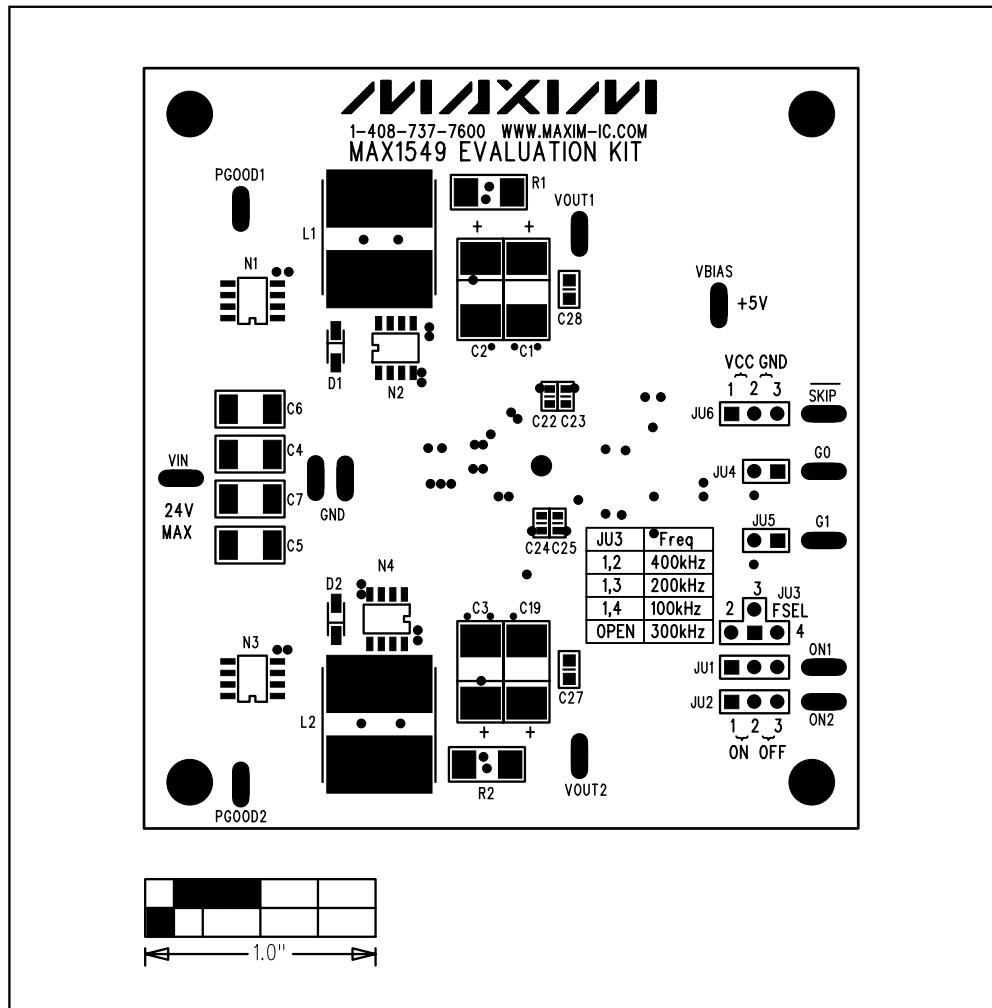 MAXIM
1-408-737-7600 WWW.MAXIM-IC.COM
MAX1549 EVALUATION KIT
PGOOD1
R1
VOUT1
L1
+ +
N1
VBIAS
+5V
C28
C2 C1
D1
N2
VCC GND
1 2 3
SKIP
JU6
C6
C22 C23
C4
VIN
G0
JU4
24V
MAX
C7
GND
JU5
G1
C5
C24 C25
JU3 Freq
1,2 400kHz
1,3 200kHz
1,4 100kHz
OPEN 300kHz
N4
D2
3
JU3
2
FSEL
4
C3 C19
N3
ON1
JU1
C27
L2
JU2
ON2
1 2 3
ON OFF
+ +
R2
VOUT2
PGOOD2
1.0"